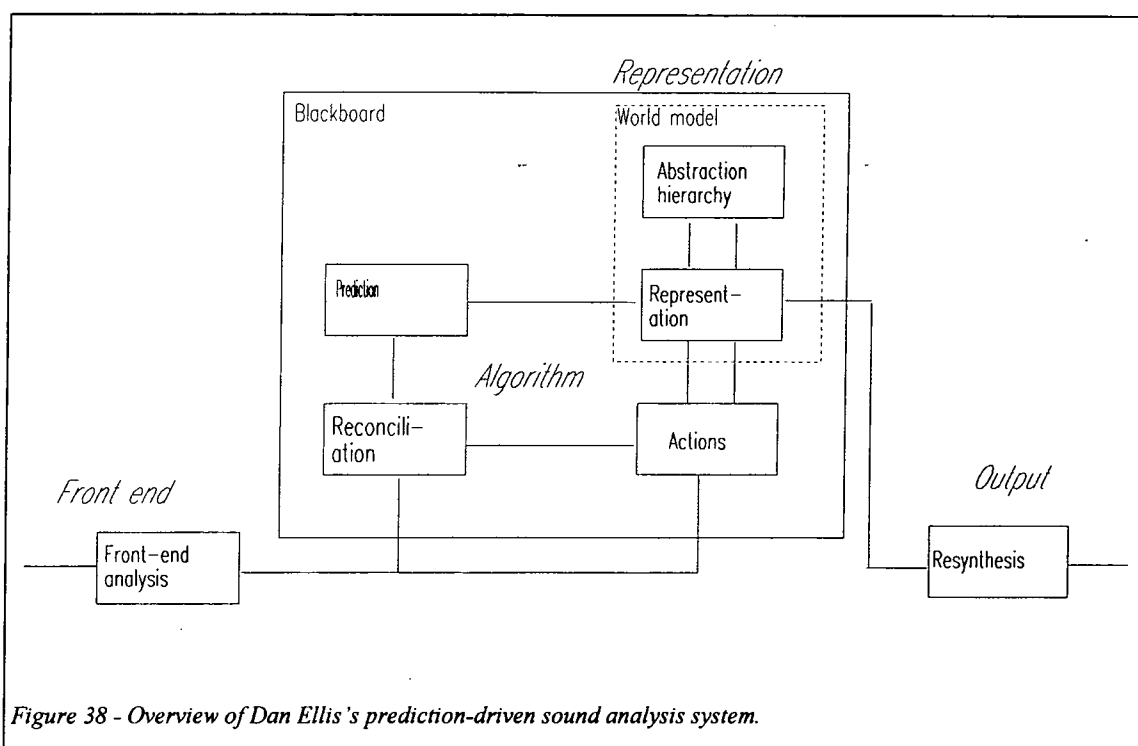 Representation
Blackboard
World model
Abstraction
hierarchy
Prediction
Represent–
ation
Algorithm
Reconcili–
ation
Actions
Front end
Output
Front–end
analysis
Resynthesis
Figure 38 - Overview of Dan Ellis's prediction-driven sound analysis system.